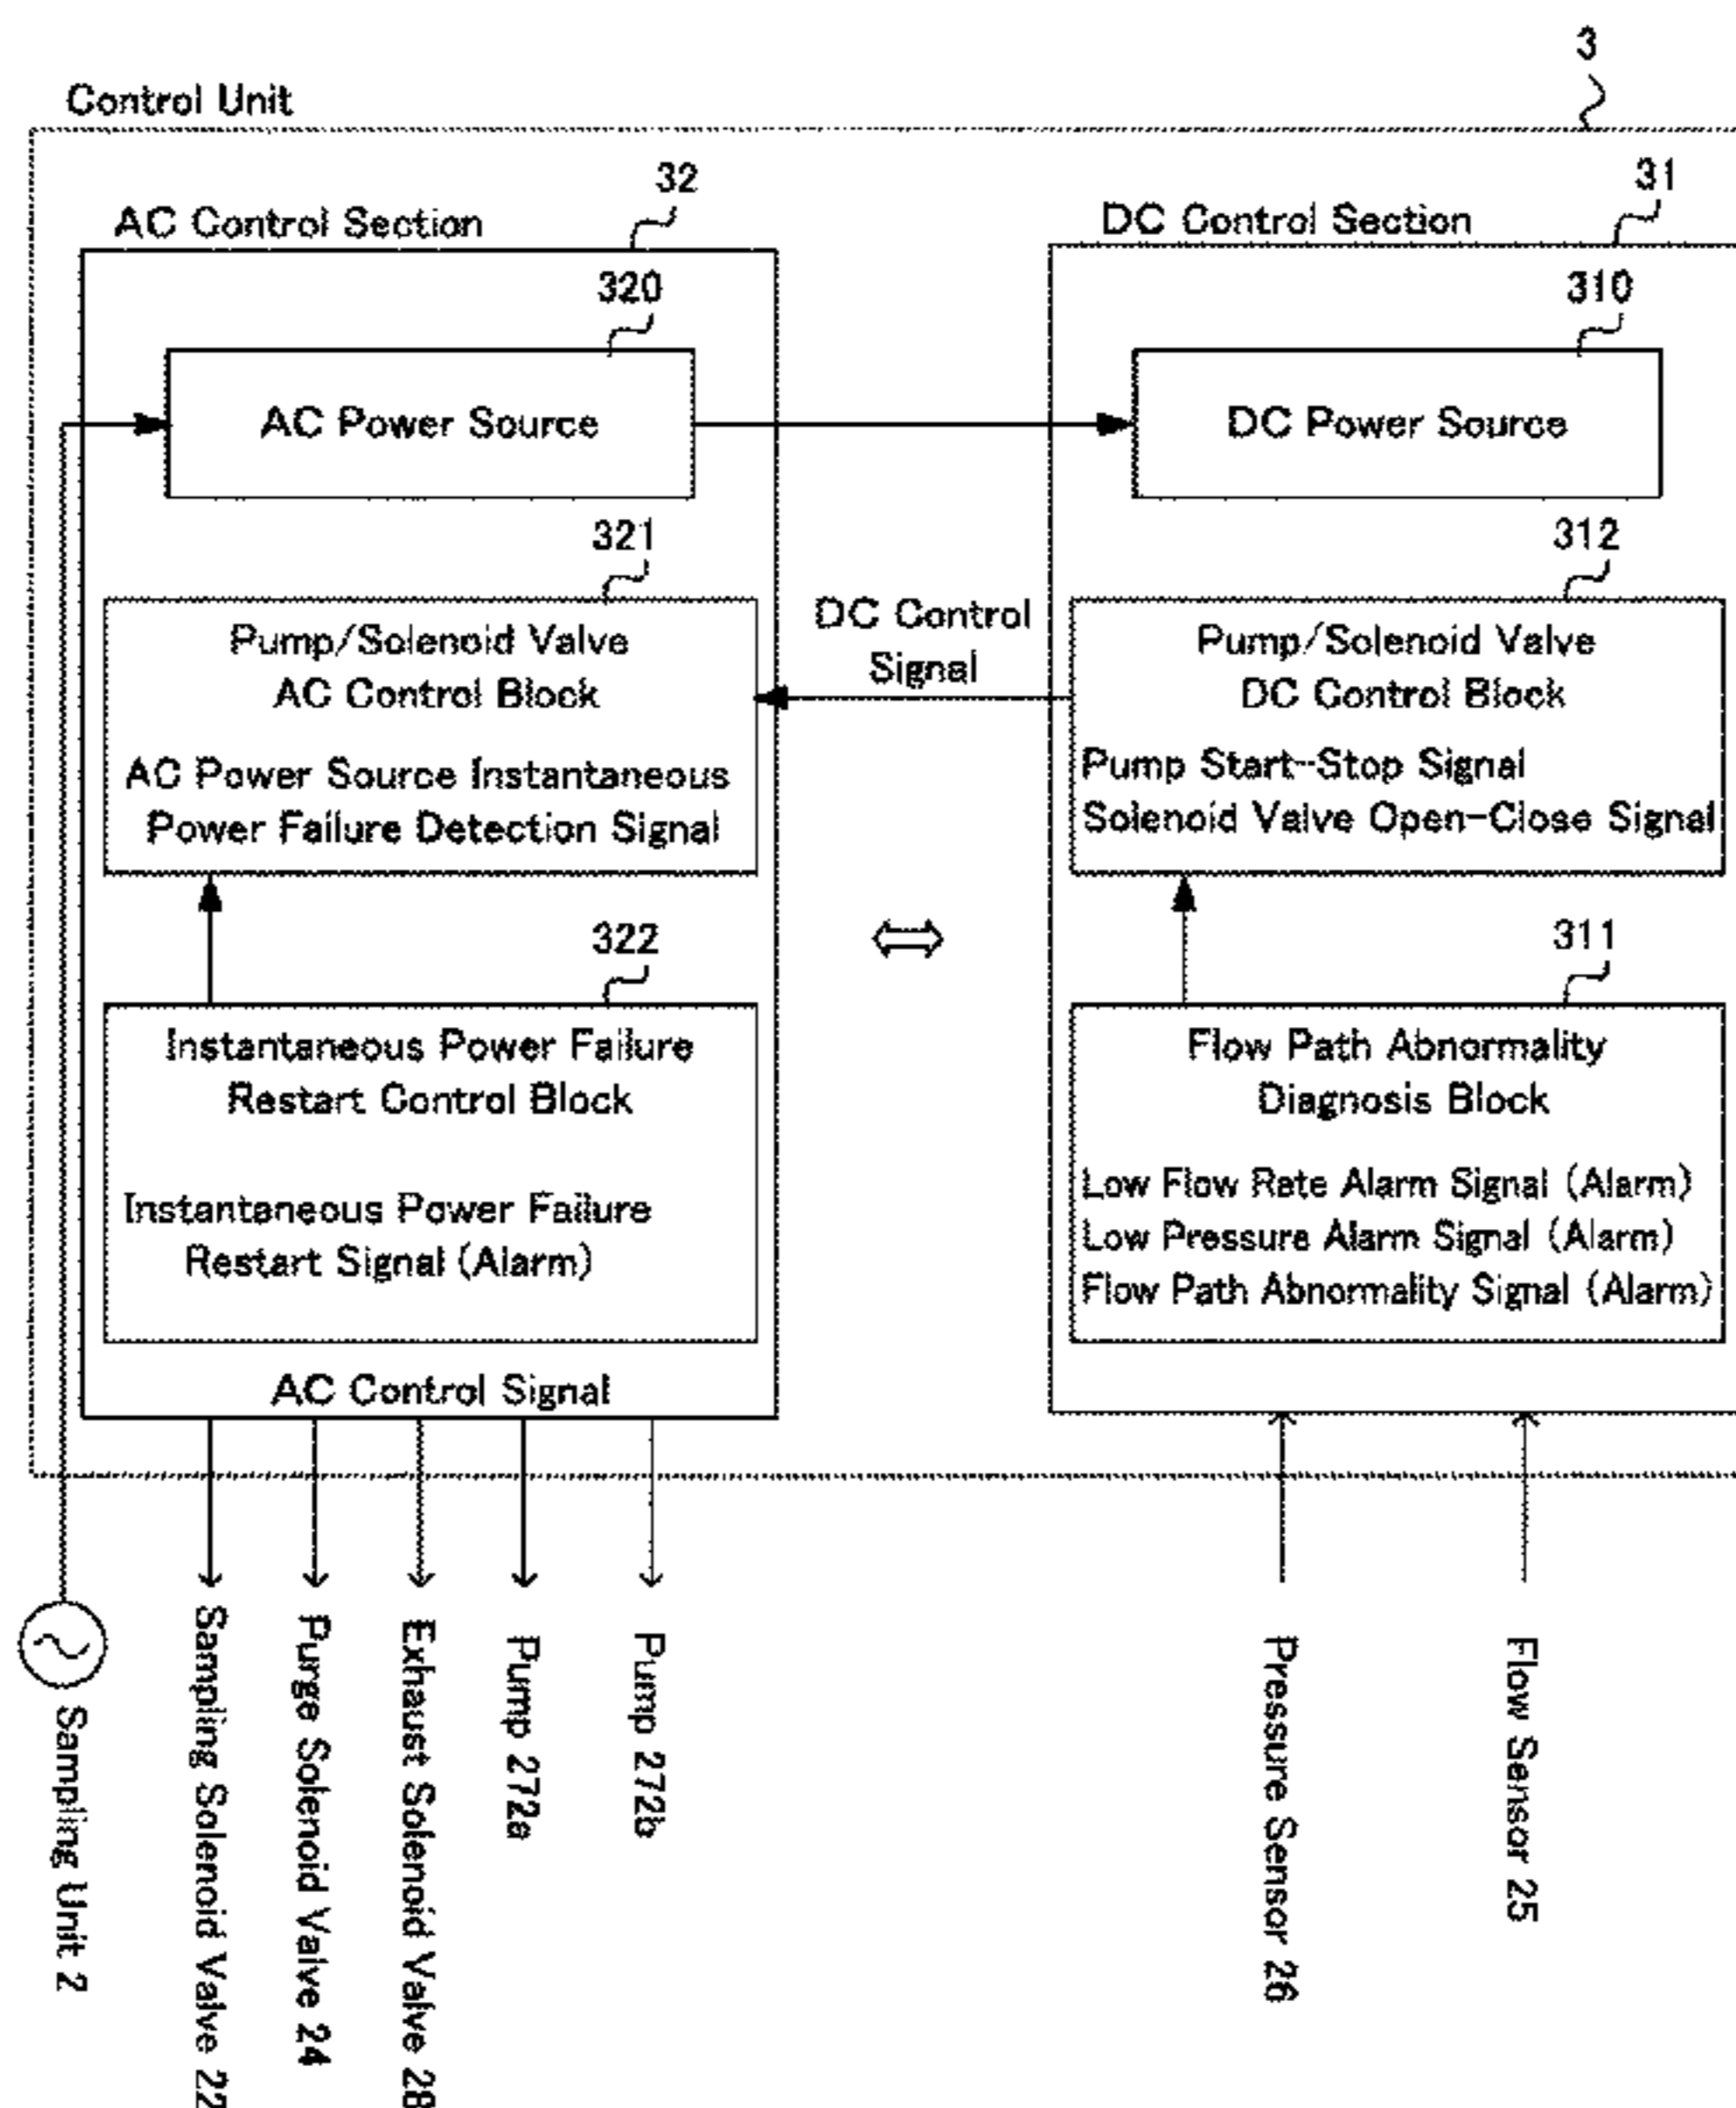 3
Control Unit
32
AC Control Section
320
AC Power Source
321
Pump/Solenoid Valve
AC Control Block
AC Power Source Instantaneous
Power Failure Detection Signal
322
Instantaneous Power Failure
Restart Control Block
Instantaneous Power Failure
Restart Signal (Alarm)
AC Control Signal
DC Control
Signal
31
DC Control Section
310
DC Power Source
312
Pump/Solenoid Valve
DC Control Block
Pump Start-Stop Signal
Solenoid Valve Open-Close Signal
311
Flow Path Abnormality
Diagnosis Block
Low Flow Rate Alarm Signal (Alarm)
Low Pressure Alarm Signal (Alarm)
Flow Path Abnormality Signal (Alarm)
Sampling Unit 2
Sampling Solenoid Valve 22
Purge Solenoid Valve 24
Exhaust Solenoid Valve 28
Pump 272a
Pump 272b
Pressure Sensor 26
Flow Sensor 25